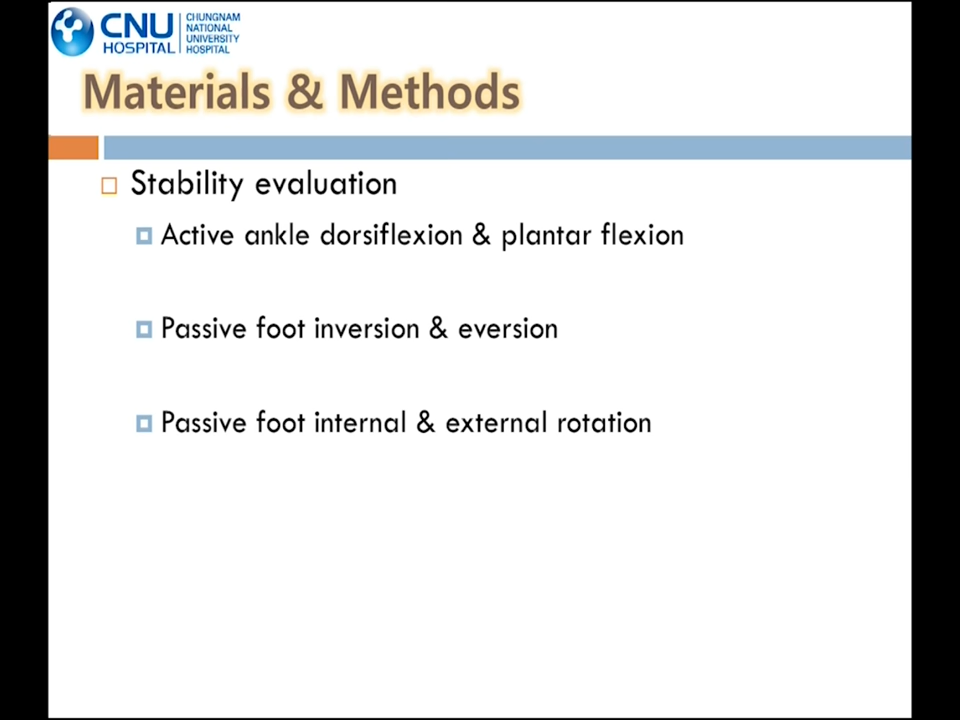 CNU
HOSPITAL
CHUNGNAM
NATIONAL
UNIVERSITY
HOSPITAL
Materials & Methods
Stability evaluation
Active ankle dorsiflexion & plantar flexion
Passive foot inversion & eversion
Passive foot internal & external rotation